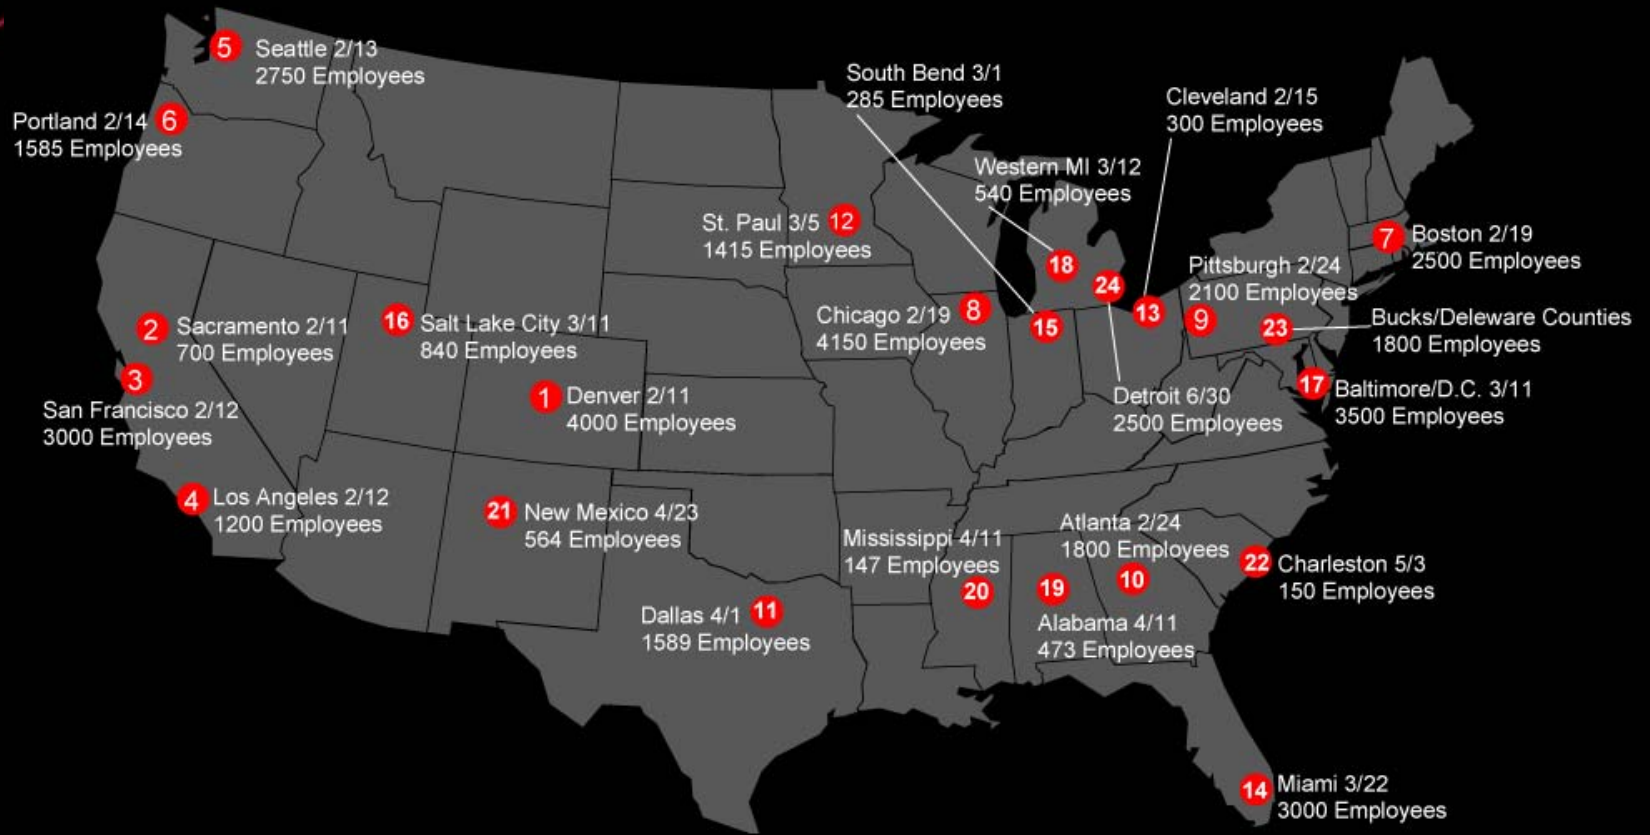 5
Seattle 2/13
2750 Employees
Portland 2/14
1585 Employees
6
South Bend 3/1
285 Employees
Cleveland 2/15
300 Employees
Western MI 3/12
540 Employees
St. Paul 3/5
1415 Employees
12
7
Boston 2/19
2500 Employees
18
24
Pittsburgh 2/24
2100 Employees
2
Sacramento 2/11
700 Employees
16
Salt Lake City 3/11
840 Employees
Chicago 2/19
4150 Employees
8
15
13
9
23
Bucks/Deleware Counties
1800 Employees
3
San Francisco 2/12
3000 Employees
1
Denver 2/11
4000 Employees
Detroit 6/30
2500 Employees
17
Baltimore/D.C. 3/11
3500 Employees
4
Los Angeles 2/12
1200 Employees
21
New Mexico 4/23
564 Employees
Mississippi 4/11
147 Employees
20
Atlanta 2/24
1800 Employees
10
19
Alabama 4/11
473 Employees
22
Charleston 5/3
150 Employees
Dallas 4/1
1589 Employees
11
14
Miami 3/22
3000 Employees